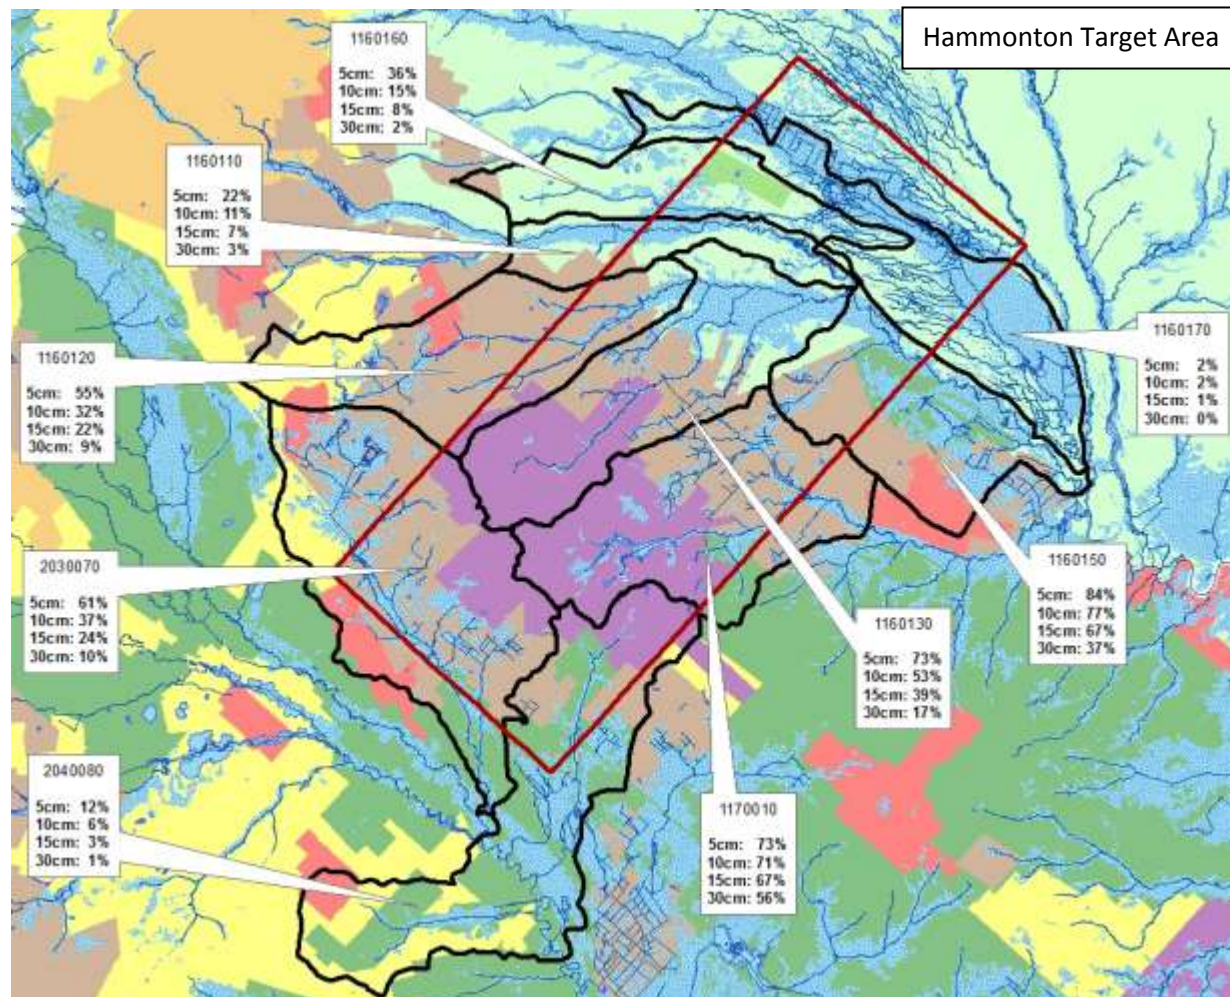 Hammonton Target Area
1160160
5cm: 36%
10cm: 15%
15cm: 8%
30cm: 2%
1160110
5cm: 22%
10cm: 11%
15cm: 7%
30cm: 3%
1160120
5cm: 55%
10cm: 32%
15cm: 22%
30cm: 9%
1160170
5cm: 2%
10cm: 2%
15cm: 1%
30cm: 0%
2030070
5cm: 61%
10cm: 37%
15cm: 24%
30cm: 10%
1160150
5cm: 84%
10cm: 77%
15cm: 67%
30cm: 37%
1160130
5cm: 73%
10cm: 53%
15cm: 39%
30cm: 17%
2040080
5cm: 12%
10cm: 6%
15cm: 3%
30cm: 1%
1170010
5cm: 73%
10cm: 71%
15cm: 67%
30cm: 56%